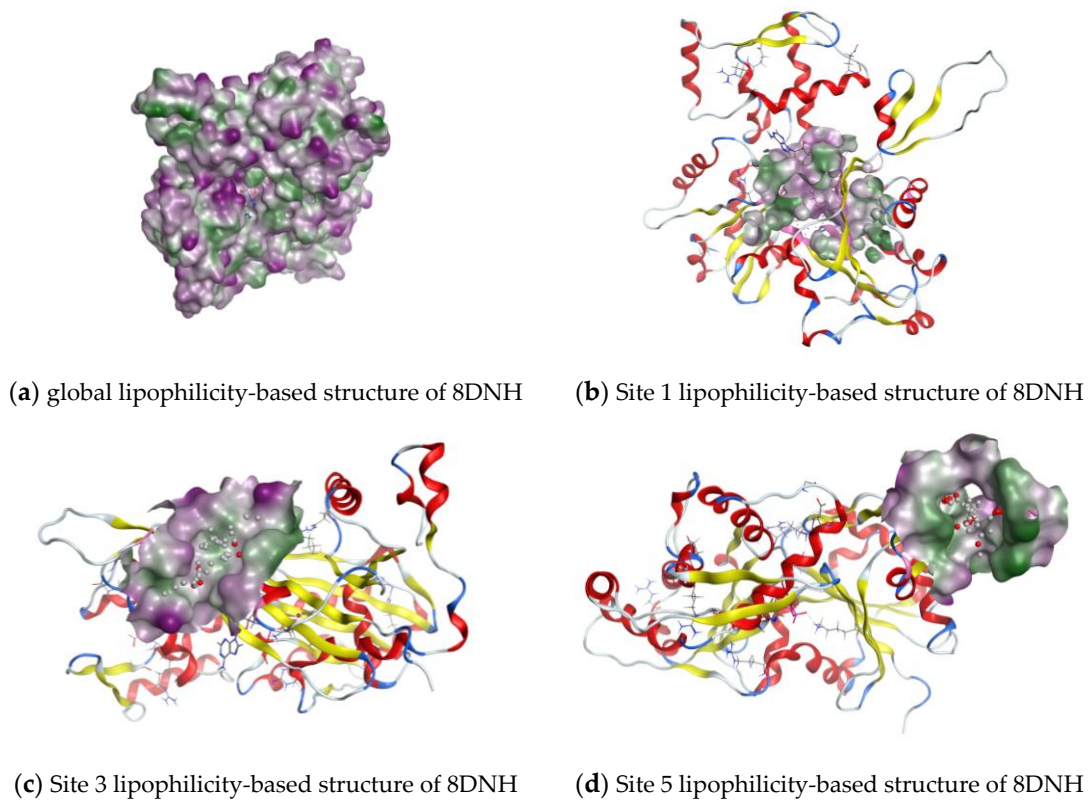 (a) global lipophilicity-based structure of 8DNH
(b) Site 1 lipophilicity-based structure of 8DNH
(c) Site 3 lipophilicity-based structure of 8DNH
(d) Site 5 lipophilicity-based structure of 8DNH